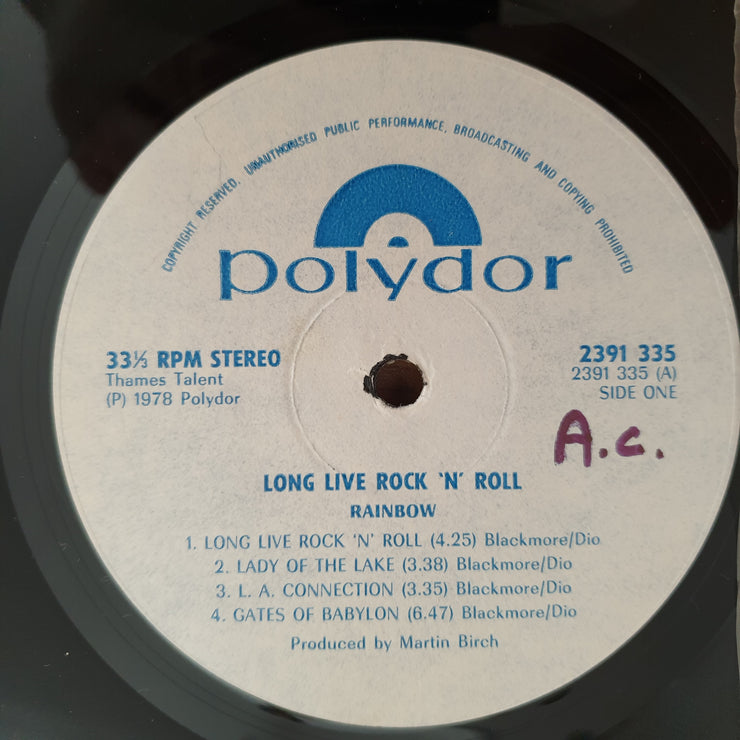 COPYRIGHT RESERVED. UNAUTHORISED PUBLIC PERFORMANCE, BROADCASTING AND COPYING PROHIBITED
polydor
33⅓ RPM STEREO
Thames Talent
(P) 1978 Polydor
2391 335
2391 335 (A)
SIDE ONE
A.C.
LONG LIVE ROCK 'N' ROLL
RAINBOW
1. LONG LIVE ROCK 'N' ROLL (4.25) Blackmore/Dio
2. LADY OF THE LAKE (3.38) Blackmore/Dio
3. L. A. CONNECTION (3.35) Blackmore/Dio
4. GATES OF BABYLON (6.47) Blackmore/Dio
Produced by Martin Birch